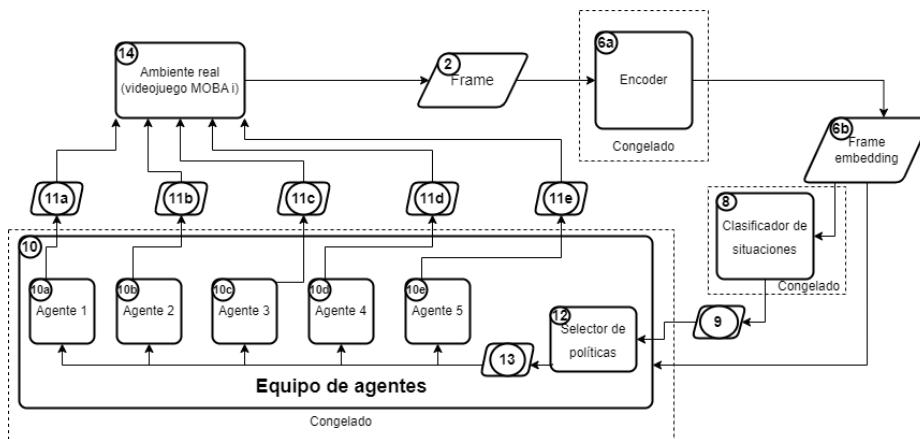 14
Ambiente real
(videojuego MOBA i)
2
Frame
6a
Encoder
Congelado
6b
Frame
embedding
11a
11b
11c
11d
11e
8
Clasificador de
situaciones
Congelado
9
10
10a
Agente 1
10b
Agente 2
10c
Agente 3
10d
Agente 4
10e
Agente 5
12
Selector de
políticas
13
Equipo de agentes
Congelado